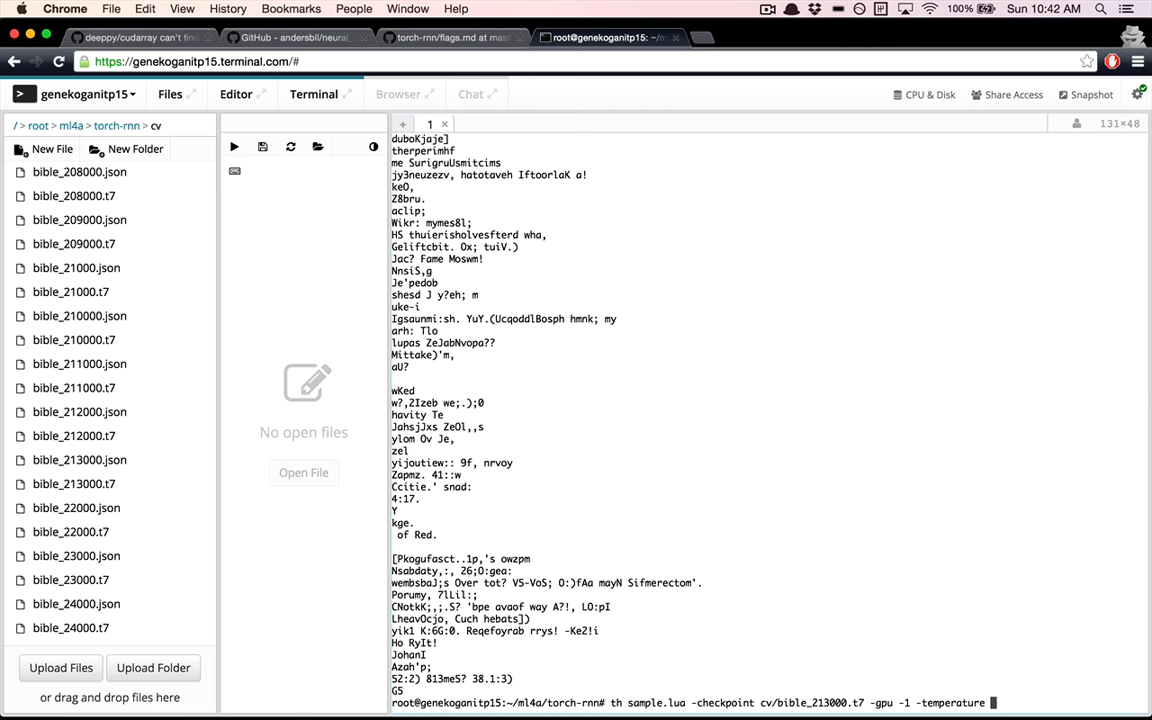 Chrome File Edit View History Bookmarks People Window Help 100% Sun 10:42 AM
deeppy/cudarray can't find
GitHub - andersbll/neural_
torch-rnn/flags.md at mast
root@genekoganitp15: ~/m
https://genekoganitp15.terminal.com/#
genekoganitp15 Files Editor Terminal Browser Chat CPU & Disk Share Access Snapshot
/ > root > ml4a > torch-rnn > cv
New File New Folder
bible_208000.json
bible_208000.t7
bible_209000.json
bible_209000.t7
bible_21000.json
bible_21000.t7
bible_210000.json
bible_210000.t7
bible_211000.json
bible_211000.t7
bible_212000.json
bible_212000.t7
bible_213000.json
bible_213000.t7
bible_22000.json
bible_22000.t7
bible_23000.json
bible_23000.t7
bible_24000.json
bible_24000.t7
Upload Files Upload Folder
or drag and drop files here
No open files
Open File
+ 1 × 131×48
duboKjaje]
therperimhf
me SurigruUsmitcims
jy3neuzezv, hatotaveh IftoorlaK a!
keO,
Z8bru.
aclip;
Wikr: mymes8l;
HS thuierisholvesfterd wha,
Geliftcbit. Ox; tuiV.)
Jac? Fame Moswm!
NnsiS,g
Je'pedob
shesd J y?eh; m
uke-i
Igsaunmi:sh. YuY.(UcqoddlBosph hmnk; my
arh: Tlo
lupas ZeJabNvopa??
Mittake)'m,
aU?
wKed
w?,2Izeb we;.);0
havity Te
JahsjJxs ZeOl,,s
ylom Ov Je,
zel
yijoutiew:: 9f, nrvoy
Zapmz. 41::w
Ccitie.' snad:
4:17.
Y
kge.
of Red.
[Pkogufasct..1p,'s owzpm
Nsabdaty,:, 26;O:gea:
wembsbaJ;s Over tot? V5-VoS; O:)fAa mayN Sifmerectom'.
Porumy, 7lLil:;
CNotkK;,;.S? 'bpe avaof way A?!, LO:pI
LheavOcjo, Cuch hebats])
yik1 K:6G:0. Reqefoyrab rrys! -Ke2!i
Ho RyIt!
JohanI
Azah'p;
52:2) 813me5? 38.1:3)
G5
root@genekoganitp15:~/ml4a/torch-rnn# th sample.lua -checkpoint cv/bible_213000.t7 -gpu -1 -temperature